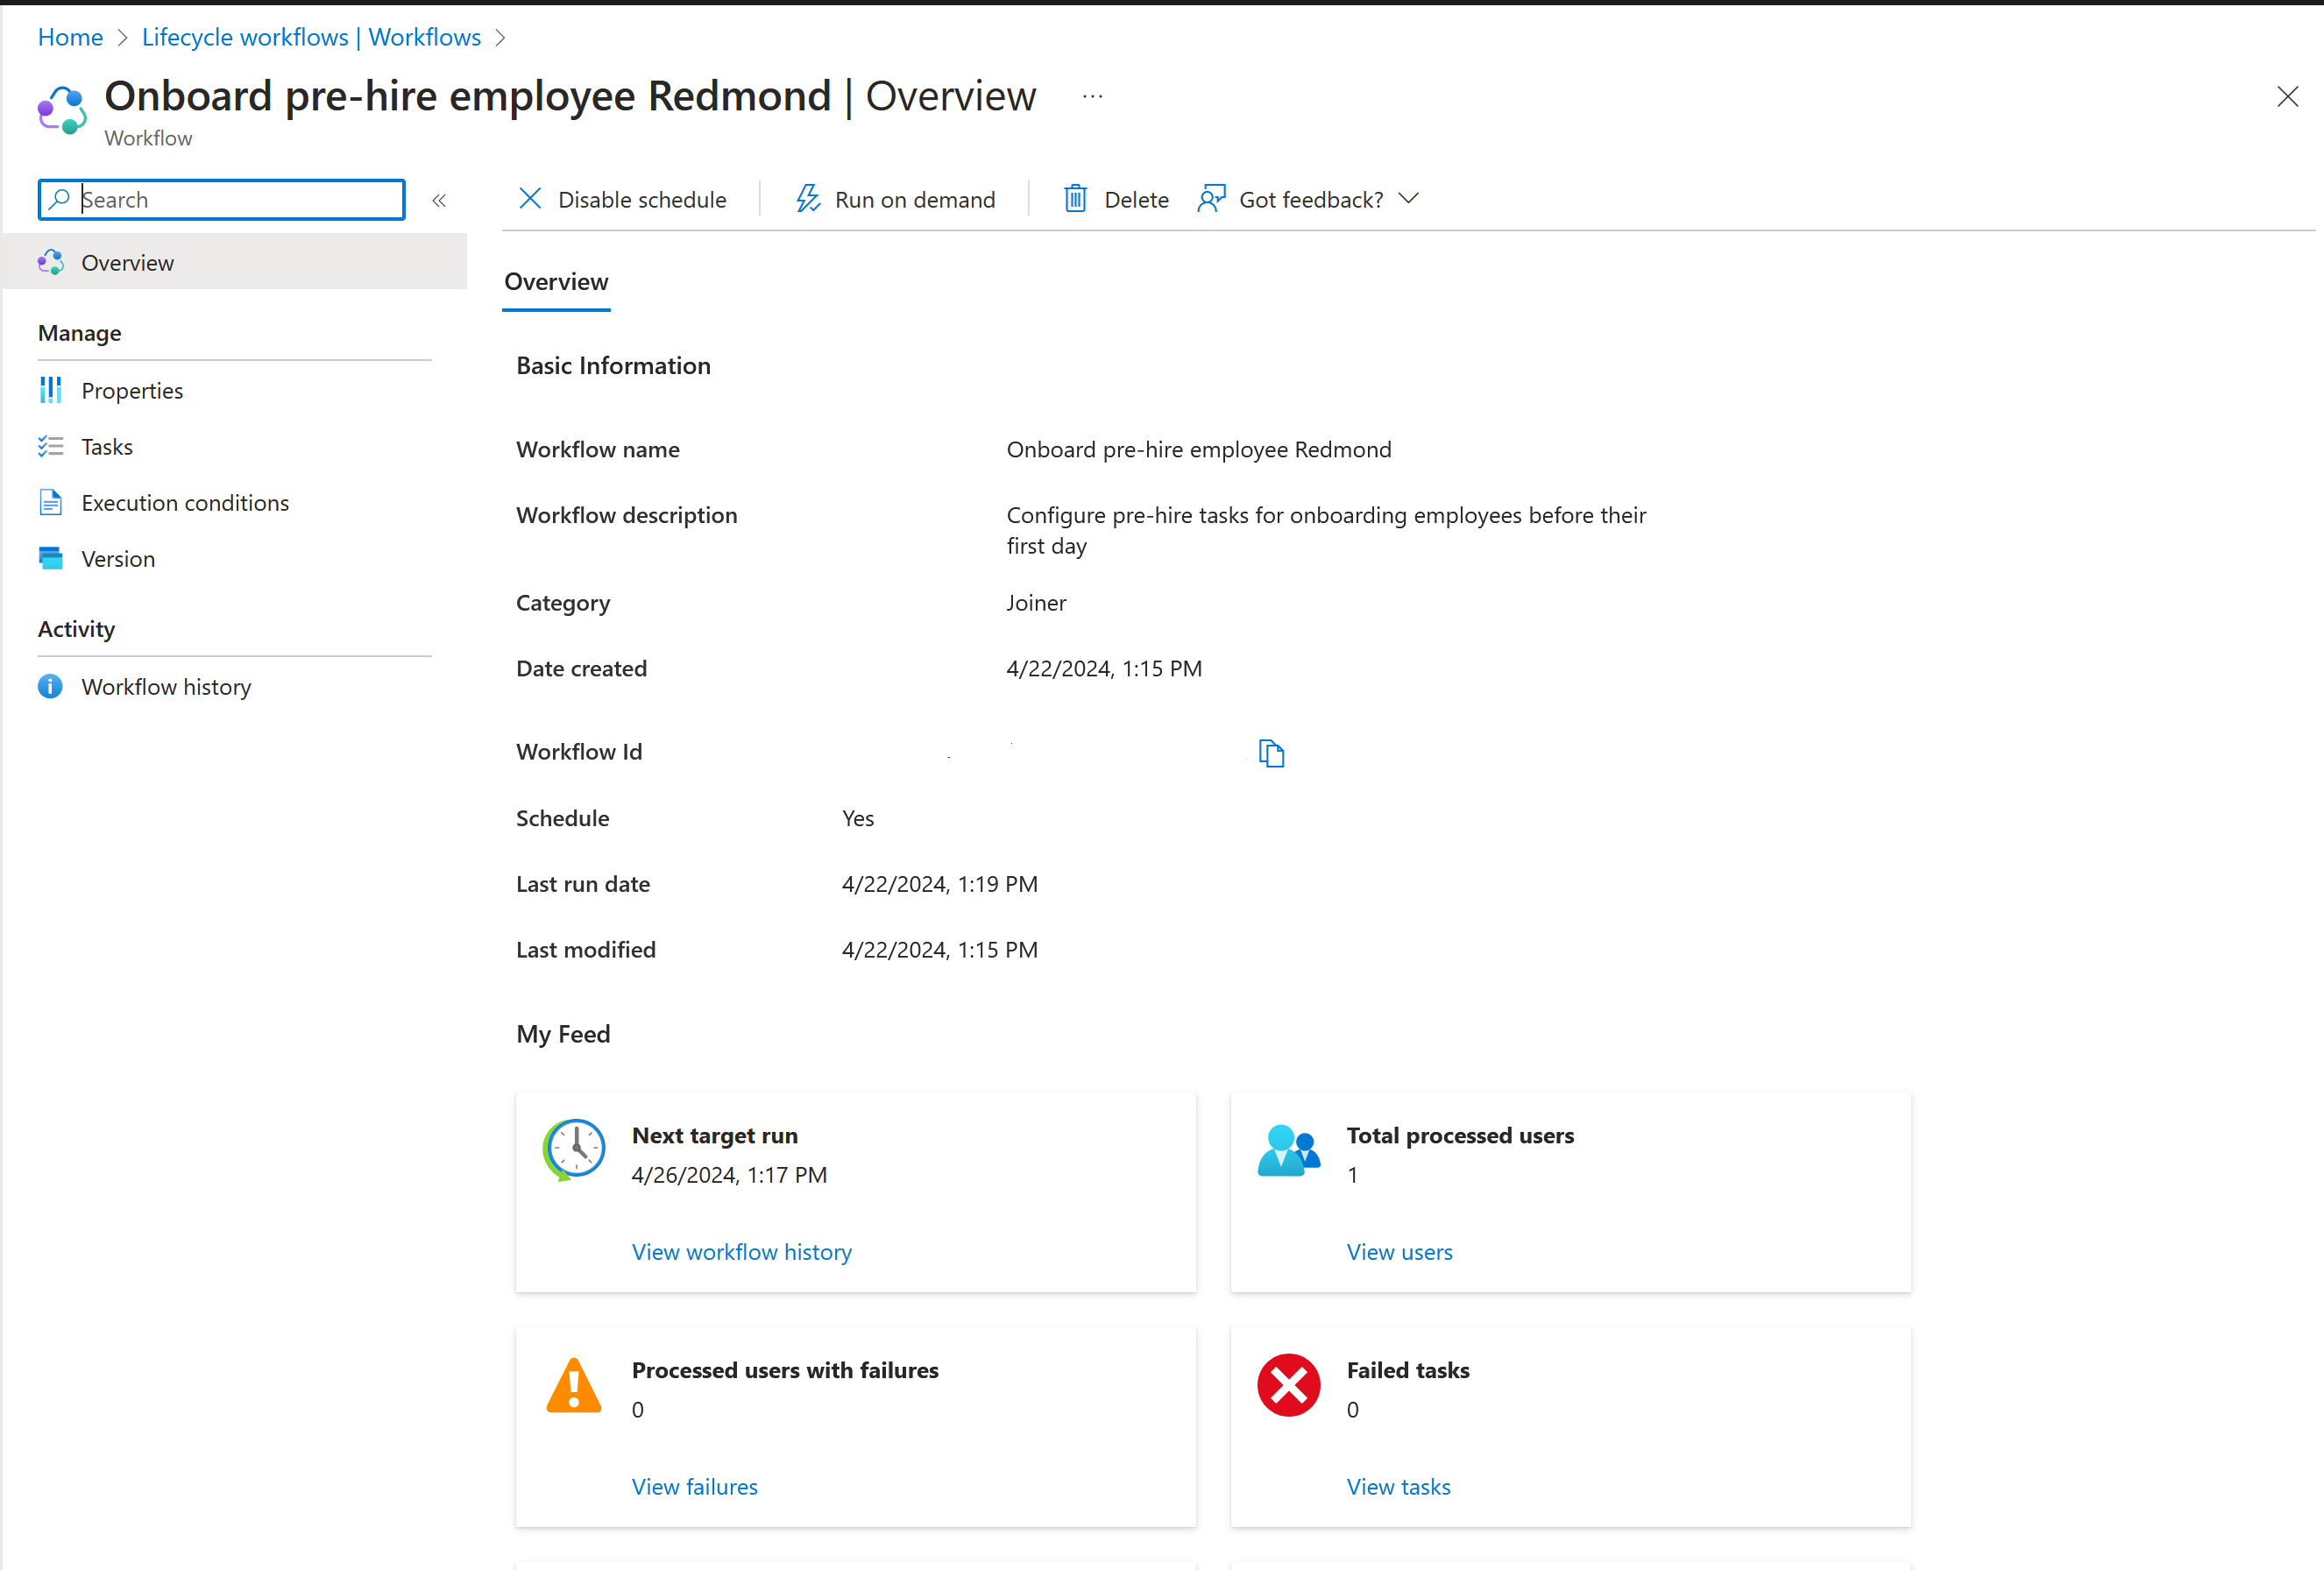 Home > Lifecycle workflows | Workflows >
Onboard pre-hire employee Redmond | Overview ...
Workflow
Search «
Disable schedule
Run on demand
Delete
Got feedback?
Overview
Manage
Properties
Tasks
Execution conditions
Version
Activity
Workflow history
Overview
Basic Information
Workflow name Onboard pre-hire employee Redmond
Workflow description Configure pre-hire tasks for onboarding employees before their
first day
Category Joiner
Date created 4/22/2024, 1:15 PM
Workflow Id
Schedule Yes
Last run date 4/22/2024, 1:19 PM
Last modified 4/22/2024, 1:15 PM
My Feed
Next target run
4/26/2024, 1:17 PM
View workflow history
Total processed users
1
View users
Processed users with failures
0
View failures
Failed tasks
0
View tasks